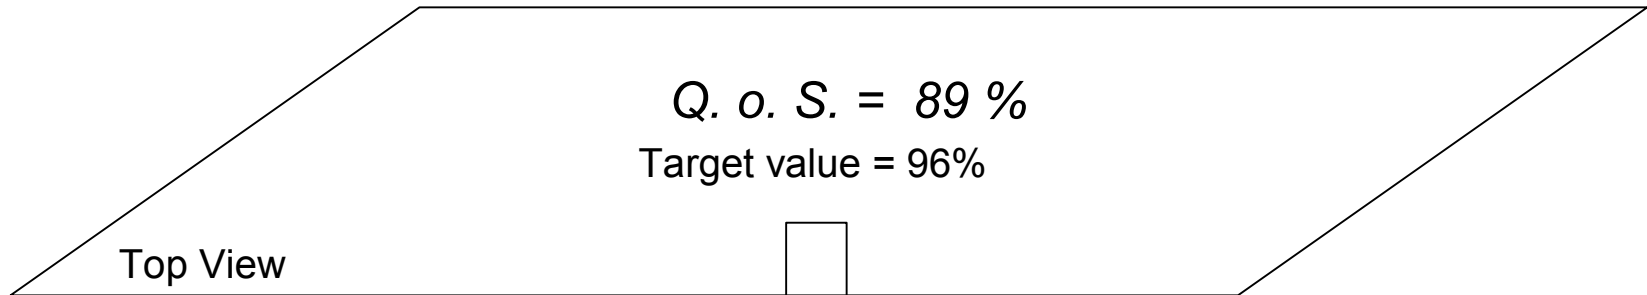 Q. o. S. = 89 %
Target value = 96%
Top View